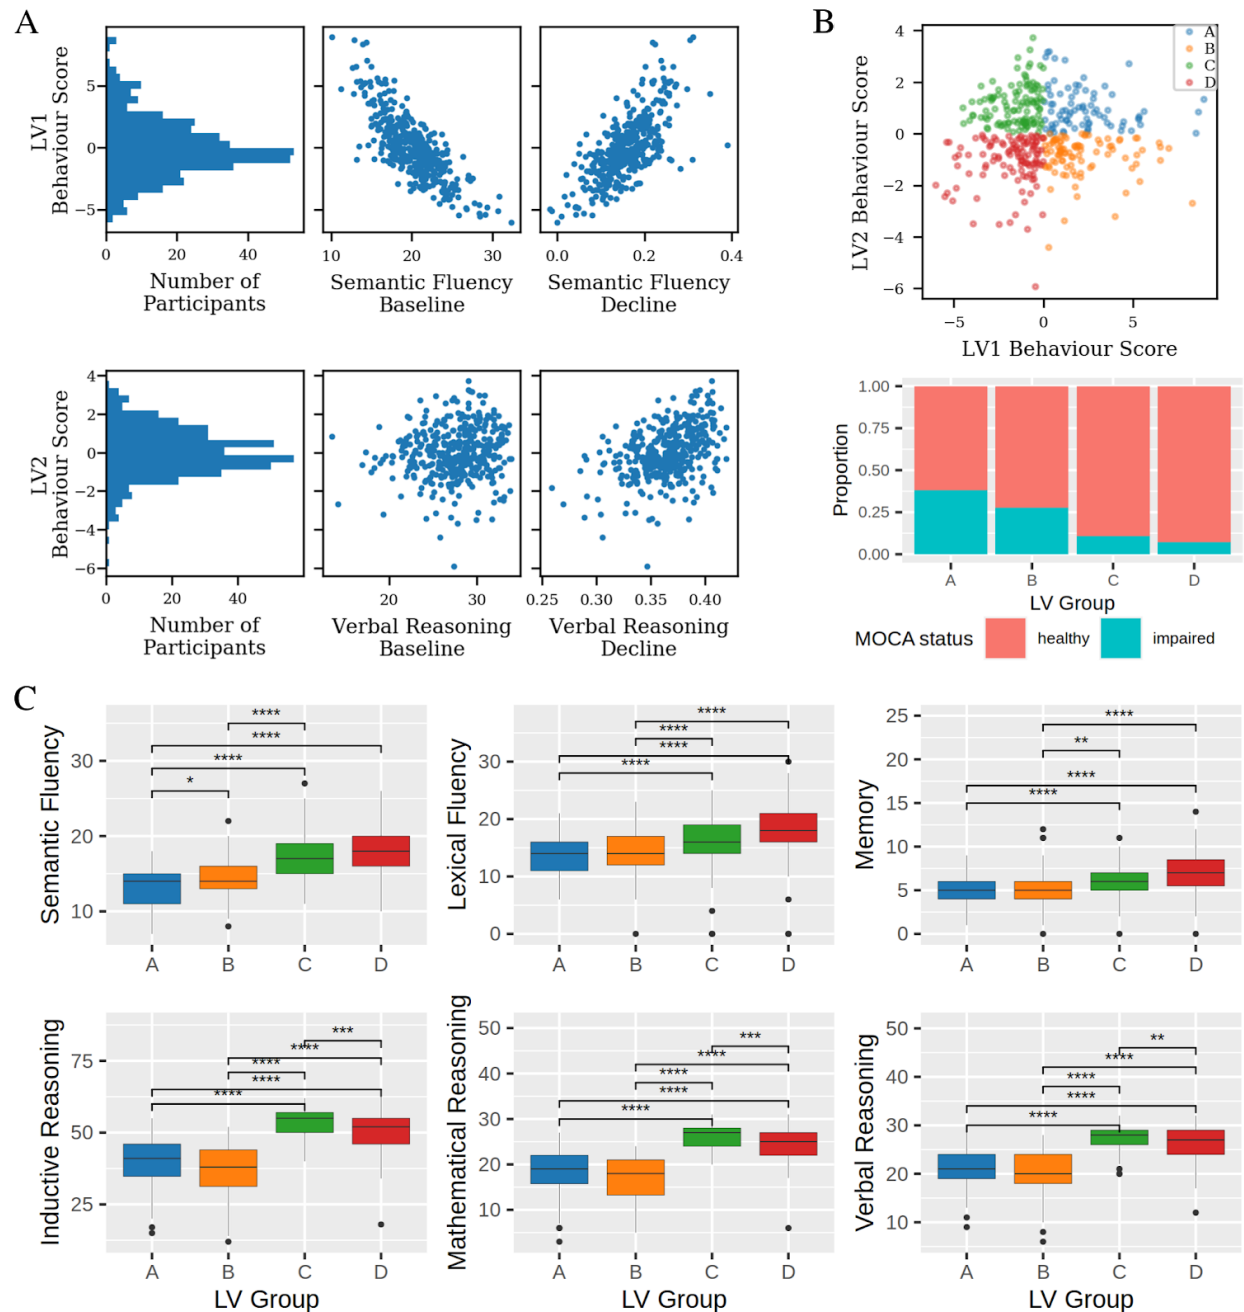 A
LV1
Behaviour Score
5
0
−5
0 20 40
10 20 30
0.0 0.2 0.4
Number of
Participants
Semantic Fluency
Baseline
Semantic Fluency
Decline
LV2
Behaviour Score
4
2
0
−2
−4
−6
0 20 40
20 30
0.25 0.30 0.35 0.40
Number of
Participants
Verbal Reasoning
Baseline
Verbal Reasoning
Decline
B
LV2 Behaviour Score
4
2
0
−2
−4
−6
A
B
C
D
−5 0 5
LV1 Behaviour Score
Proportion
1.00
0.75
0.50
0.25
0.00
A B C D
LV Group
MOCA status healthy impaired
C
Semantic Fluency
30
20
10
****
****
****
*
A B C D
Lexical Fluency
30
20
10
0
****
****
****
****
A B C D
Memory
25
20
15
10
5
0
****
**
****
****
A B C D
Inductive Reasoning
75
50
25
***
****
****
****
****
A B C D
LV Group
Mathematical Reasoning
50
40
30
20
10
***
****
****
****
****
A B C D
LV Group
Verbal Reasoning
50
40
30
20
10
**
****
****
****
****
A B C D
LV Group